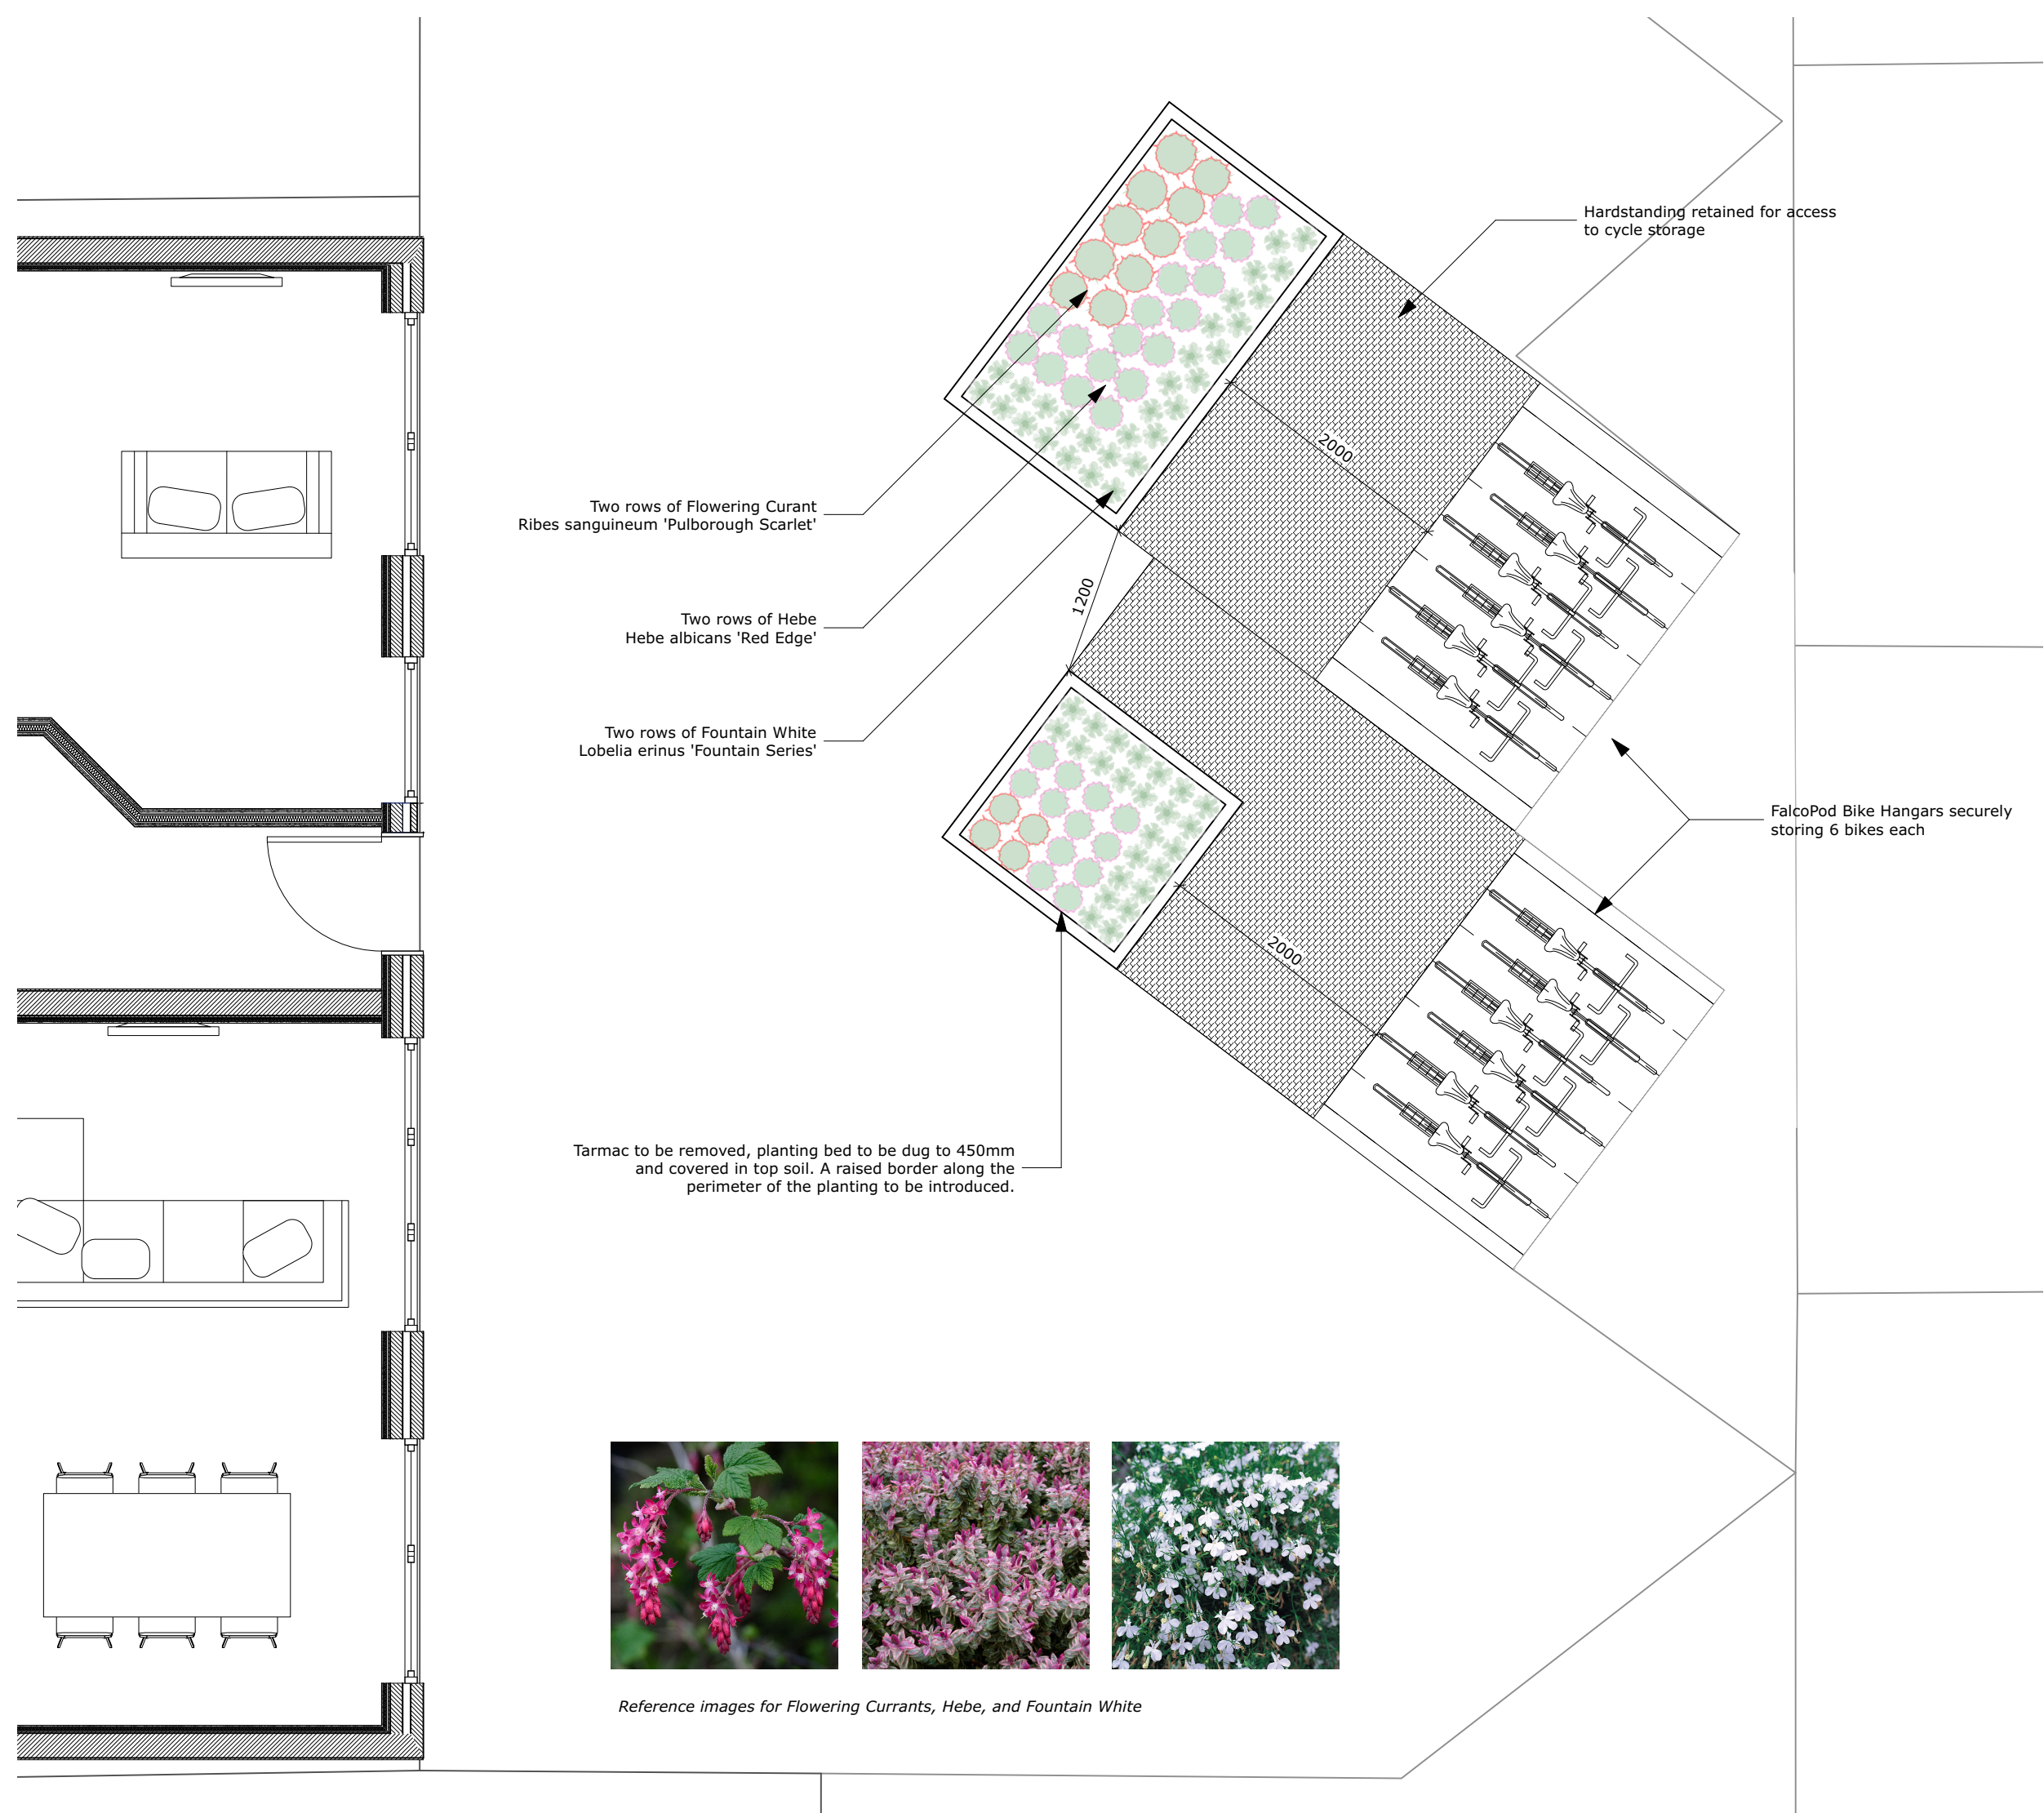 Hardstanding retained for access
to cycle storage
2000
Two rows of Flowering Curant
Ribes sanguineum 'Pulborough Scarlet'
1200
Two rows of Hebe
Hebe albicans 'Red Edge'
Two rows of Fountain White
Lobelia erinus 'Fountain Series'
FalcoPod Bike Hangars securely
storing 6 bikes each
2000
Tarmac to be removed, planting bed to be dug to 450mm
and covered in top soil. A raised border along the
perimeter of the planting to be introduced.
Reference images for Flowering Currants, Hebe, and Fountain White